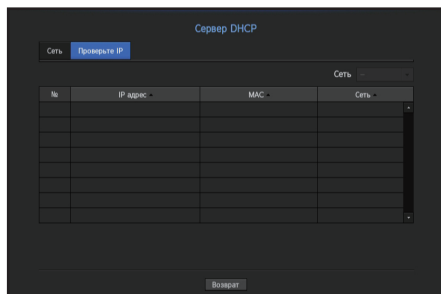 Сервер DHCP
Сеть Проверьте IP
Сеть -
№ IP адрес MAC Сеть
Возврат